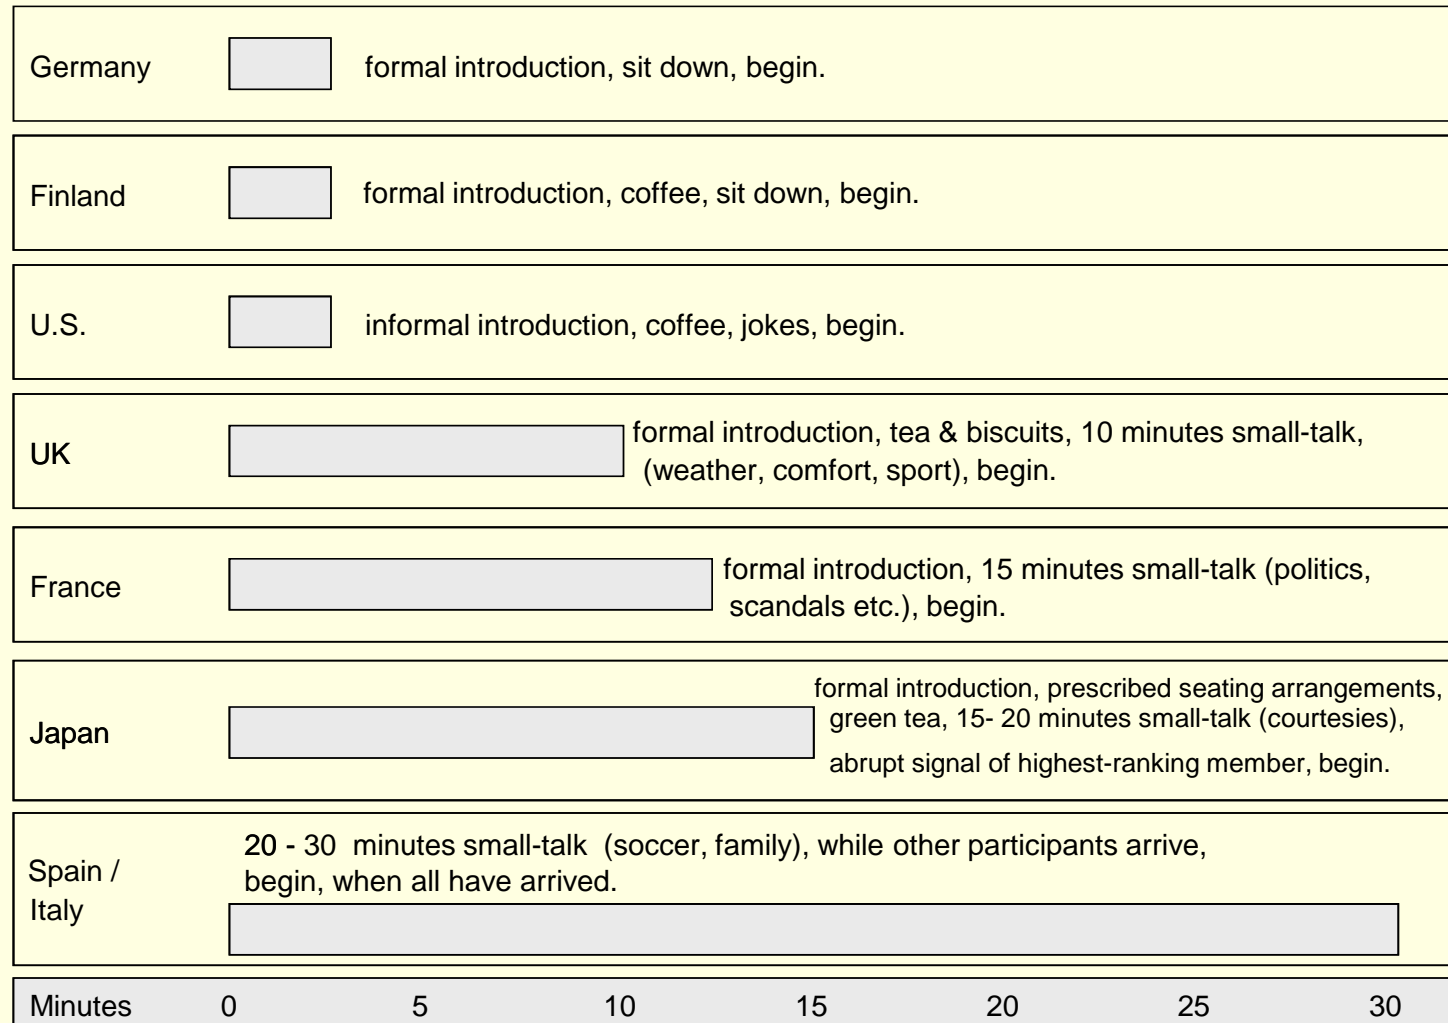 Germany
formal introduction, sit down, begin.
Finland
formal introduction, coffee, sit down, begin.
U.S.
informal introduction, coffee, jokes, begin.
UK
formal introduction, tea & biscuits, 10 minutes small-talk,
(weather, comfort, sport), begin.
France
formal introduction, 15 minutes small-talk (politics,
scandals etc.), begin.
Japan
formal introduction, prescribed seating arrangements,
green tea, 15- 20 minutes small-talk (courtesies),
abrupt signal of highest-ranking member, begin.
Spain /
Italy
20 - 30 minutes small-talk (soccer, family), while other participants arrive,
begin, when all have arrived.
Minutes 0 5 10 15 20 25 30